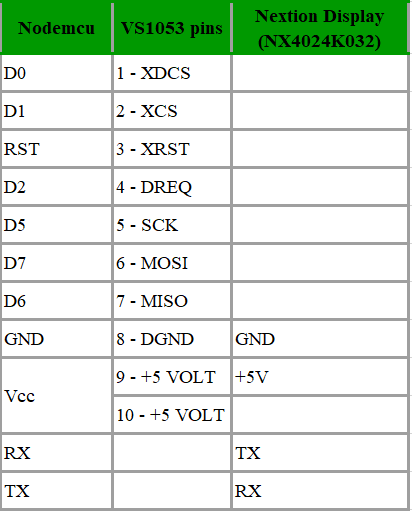 Nodemcu VS1053 pins Nextion Display
(NX4024K032)
D0 1 - XDCS
D1 2 - XCS
RST 3 - XRST
D2 4 - DREQ
D5 5 - SCK
D7 6 - MOSI
D6 7 - MISO
GND 8 - DGND GND
Vcc 9 - +5 VOLT +5V
10 - +5 VOLT
RX TX
TX RX